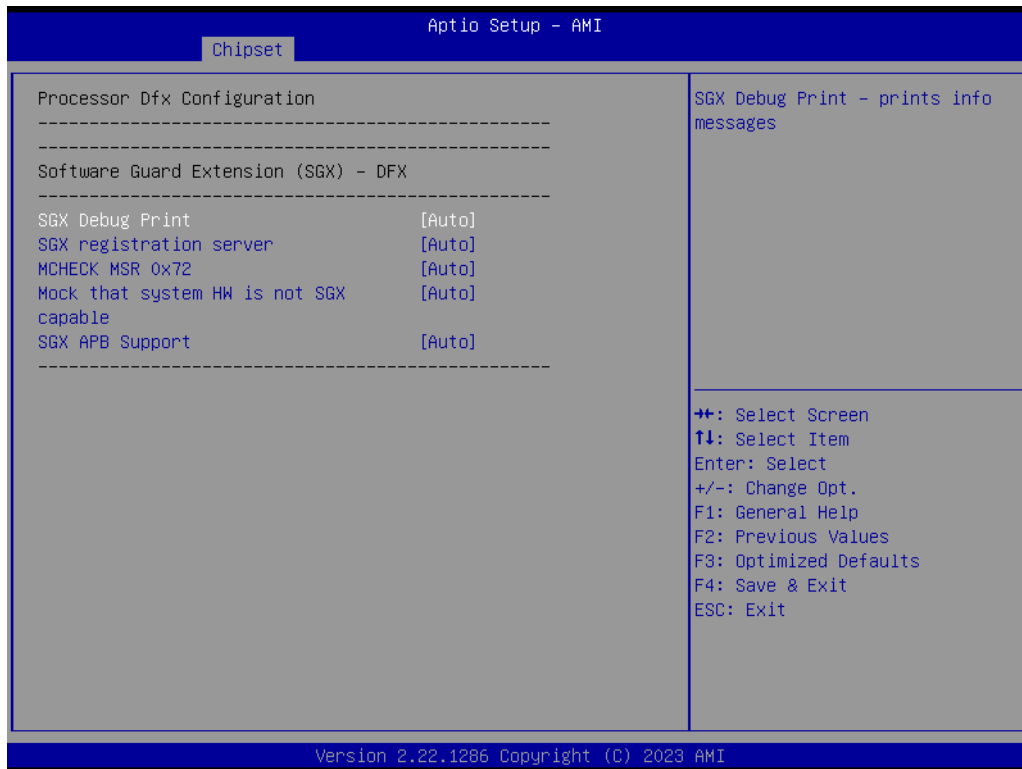 Aptio Setup – AMI
Chipset
Processor Dfx Configuration
--------------------------------------------------
--------------------------------------------------
Software Guard Extension (SGX) – DFX
--------------------------------------------------
SGX Debug Print [Auto]
SGX registration server [Auto]
MCHECK MSR 0x72 [Auto]
Mock that system HW is not SGX [Auto]
capable
SGX APB Support [Auto]
--------------------------------------------------
SGX Debug Print – prints info
messages
→←: Select Screen
↑↓: Select Item
Enter: Select
+/-: Change Opt.
F1: General Help
F2: Previous Values
F3: Optimized Defaults
F4: Save & Exit
ESC: Exit
Version 2.22.1286 Copyright (C) 2023 AMI